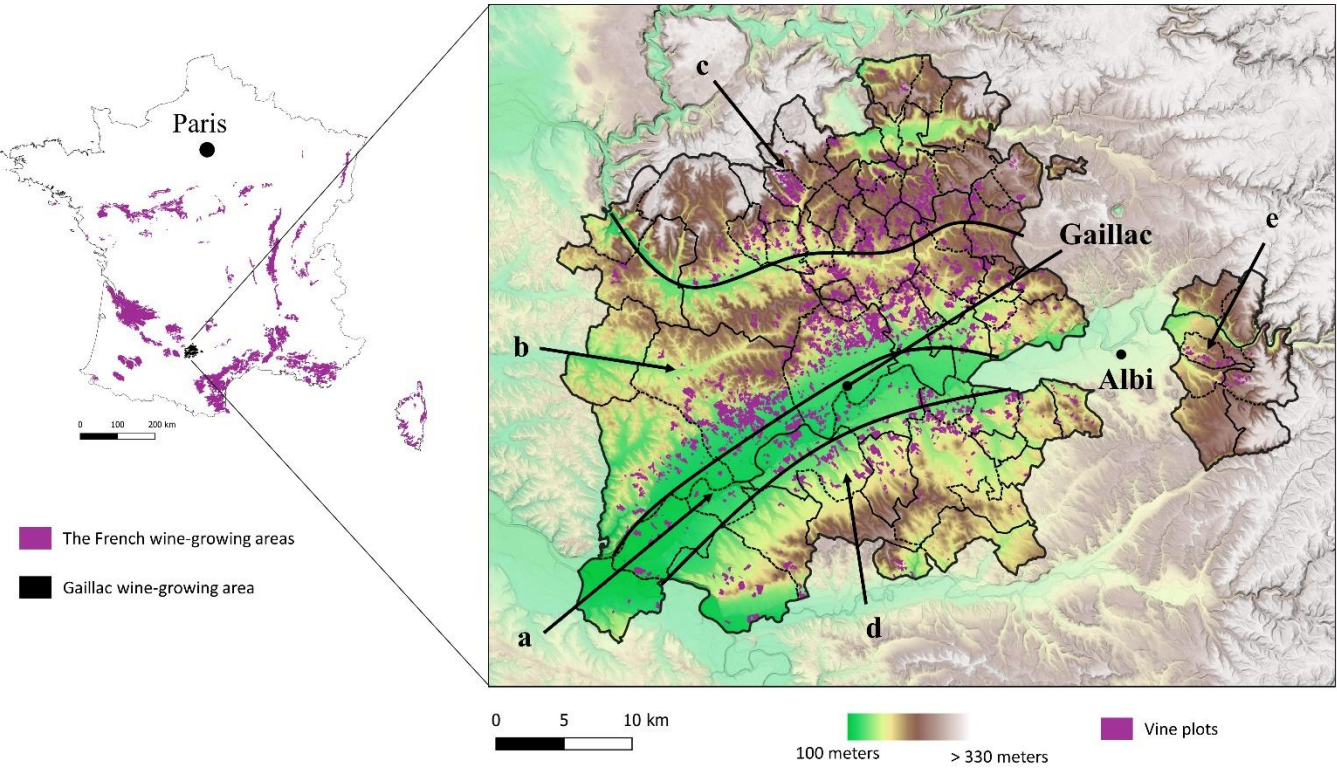 Paris
0 100 200 km
The French wine-growing areas
Gaillac wine-growing area
c
Gaillac
e
b
Albi
a
d
0 5 10 km
100 meters
> 330 meters
Vine plots